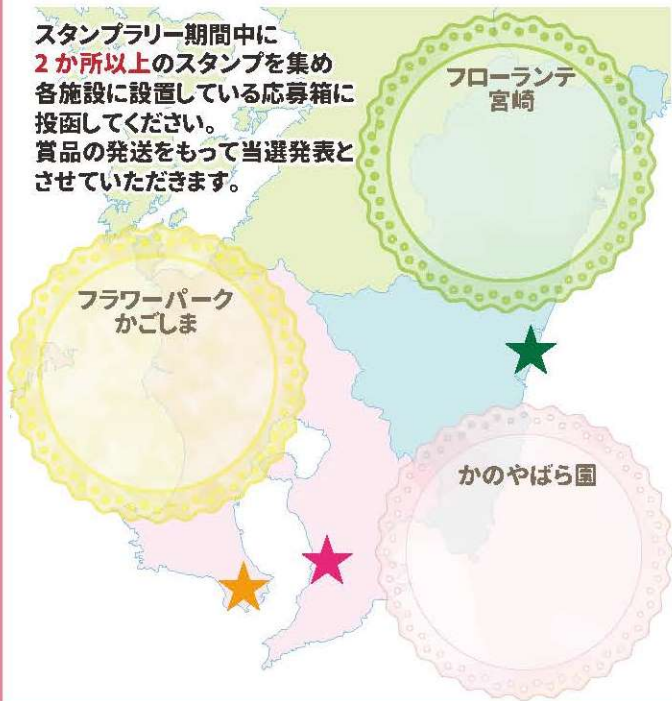 スタンプラリー期間中に
2か所以上のスタンプを集め
各施設に設置している応募箱に
投函してください。
賞品の発送をもって当選発表と
させていただきます。
フローランテ
宮崎
フラワーパーク
かごしま
かのやばら園